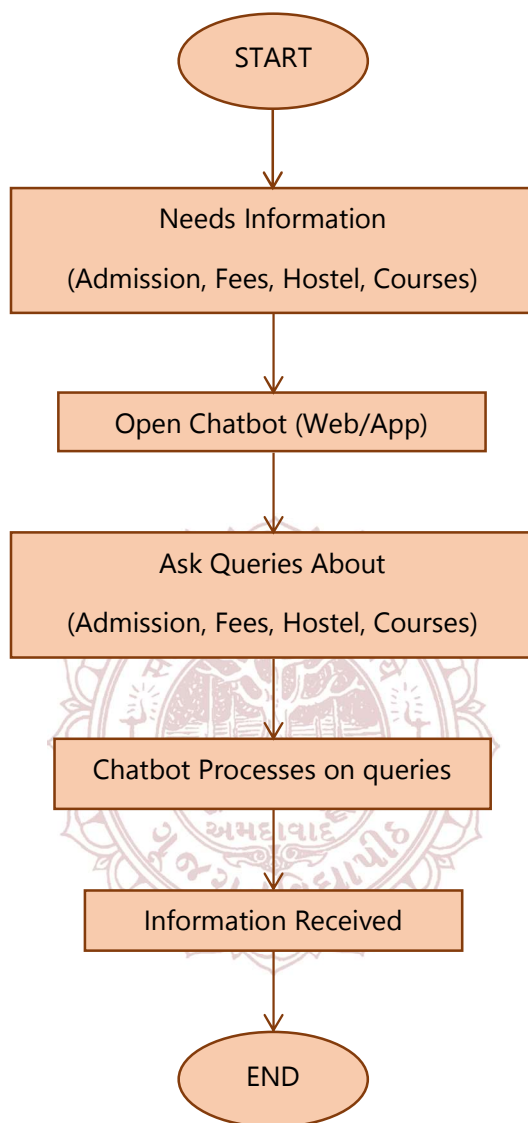 START
Needs Information
(Admission, Fees, Hostel, Courses)
Open Chatbot (Web/App)
Ask Queries About
(Admission, Fees, Hostel, Courses)
Chatbot Processes on queries
અમદાવાદ
Information Received
END